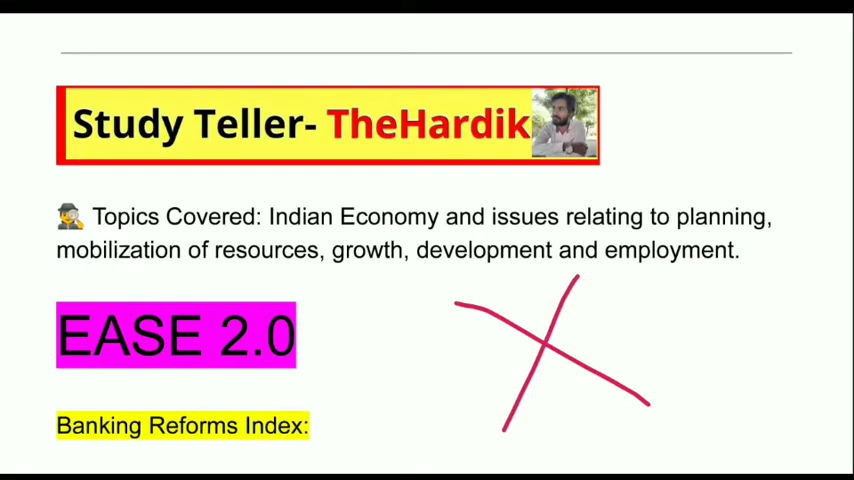 Study Teller- TheHardik
Topics Covered: Indian Economy and issues relating to planning,
mobilization of resources, growth, development and employment.
EASE 2.0
Banking Reforms Index: